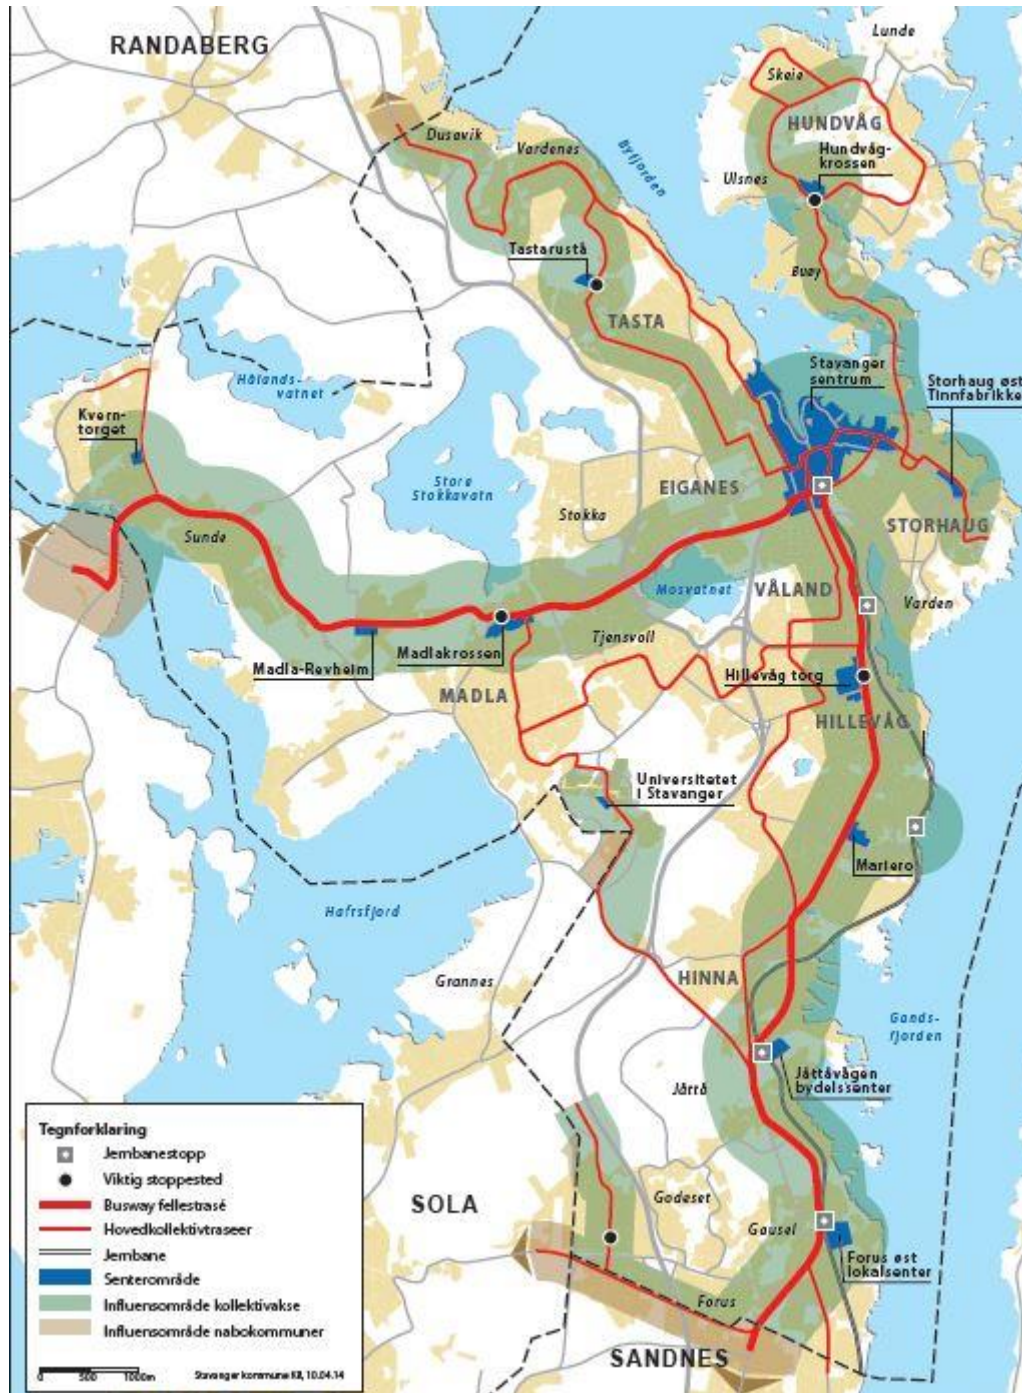 RANDABERG
Lunde
Skeie
HUNDVÅG
Hundvåg-
krossen
Dusavik
Vardenes
Byfjorden
Ulsnes
Tastarustå
Buøy
TASTA
Hålands-
vatnet
Stavanger
sentrum
Storhaug øst
Tinnfabrikke
Kvern-
torget
Store
Stokkavatn
EIGANES
Stokka
STORHAUG
Sunde
Mosvatnet
VÅLAND
Varden
Madla-Revheim
Madlakrossen
Tjensvoll
Hillevåg torg
MADLA
HILLEVÅG
Universitetet
i Stavanger
Mariero
Hafrsfjord
Grannes
HINNA
Gands-
fjorden
Jåttå
Jåttåvågen
bydelssenter
Tegnforklaring
Jernbanestopp
Viktig stoppested
Busway fellestrasé
Hovedkollektivtraseer
Jernbane
Senterområde
Influensområde kollektivakse
Influensområde nabokommuner
0 500 1000m
Stavanger kommune KB, 10.04.14
SOLA
Godeset
Gausel
Forus øst
lokalsenter
Forus
SANDNES